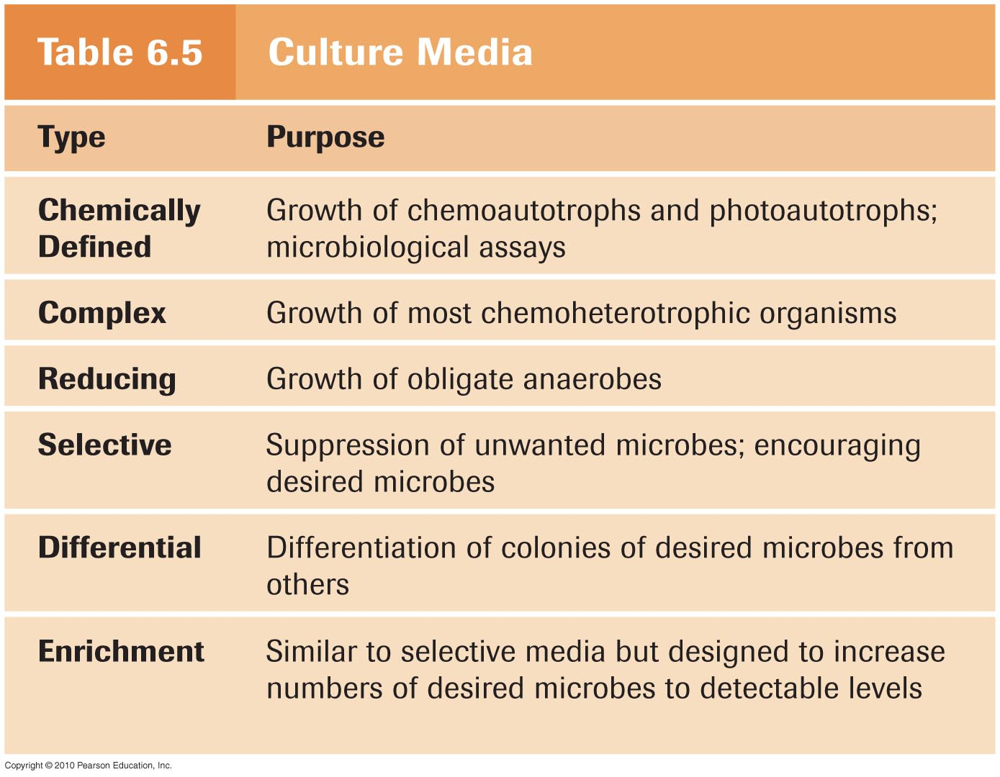 Table 6.5 Culture Media
Type Purpose
Chemically Growth of chemoautotrophs and photoautotrophs;
Defined microbiological assays
Complex Growth of most chemoheterotrophic organisms
Reducing Growth of obligate anaerobes
Selective Suppression of unwanted microbes; encouraging
desired microbes
Differential Differentiation of colonies of desired microbes from
others
Enrichment Similar to selective media but designed to increase
numbers of desired microbes to detectable levels
Copyright © 2010 Pearson Education, Inc.